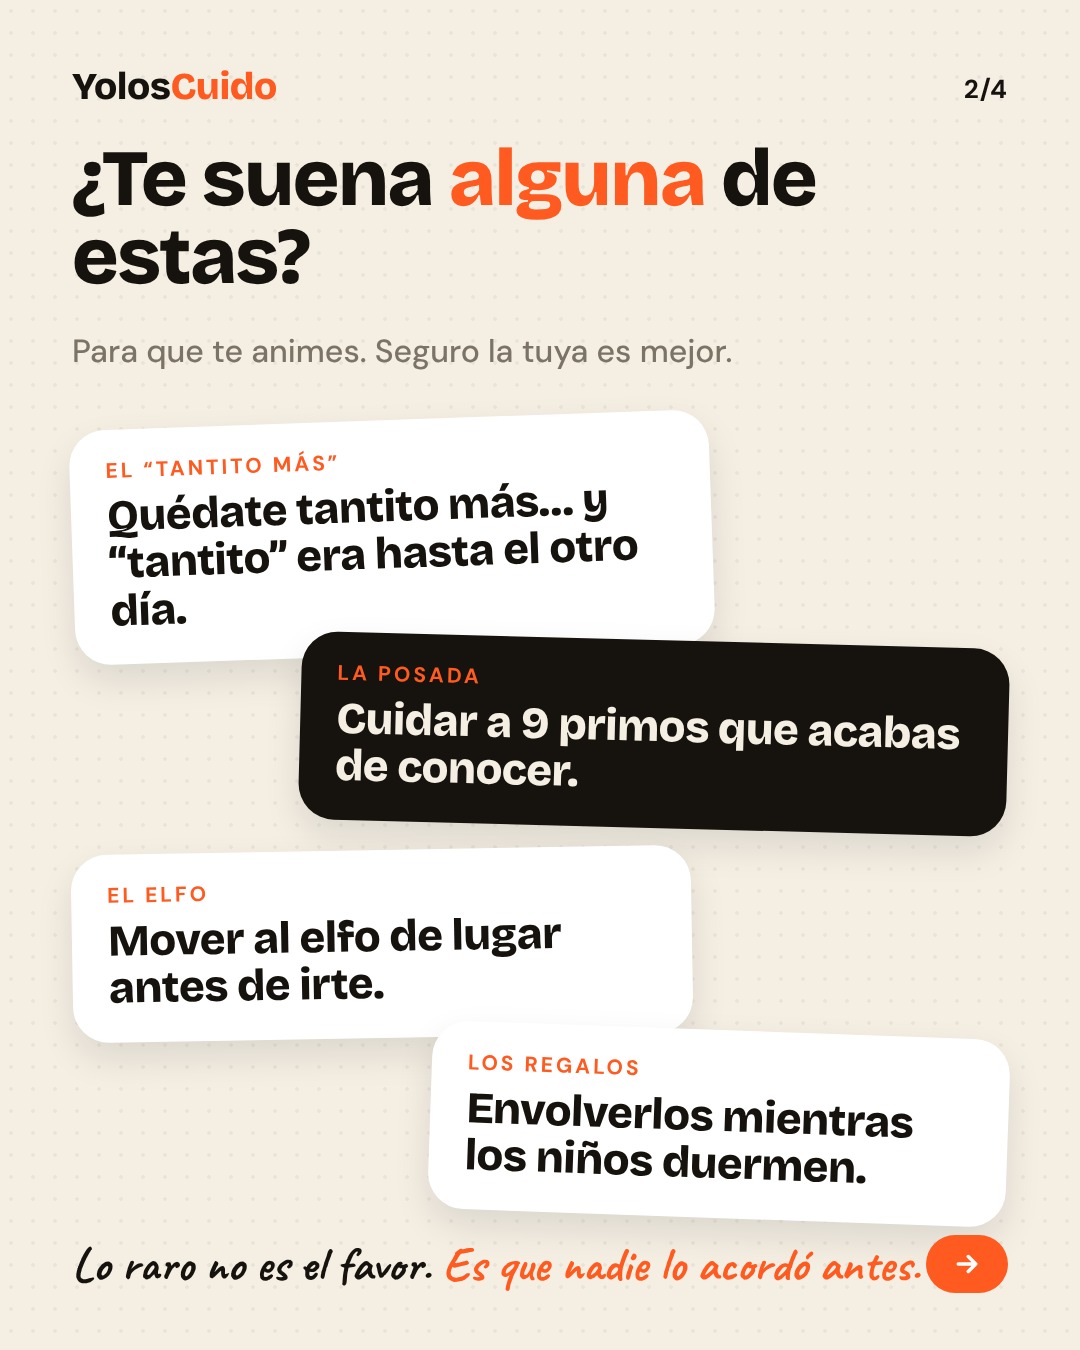 YolosCuido
2/4
¿Te suena alguna de
estas?
Para que te animes. Seguro la tuya es mejor.
EL “TANTITO MÁS”
Quédate tantito más... y
“tantito” era hasta el otro
día.
LA POSADA
Cuidar a 9 primos que acabas
de conocer.
EL ELFO
Mover al elfo de lugar
antes de irte.
LOS REGALOS
Envolverlos mientras
los niños duermen.
Lo raro no es el favor. Es que nadie lo acordó antes.